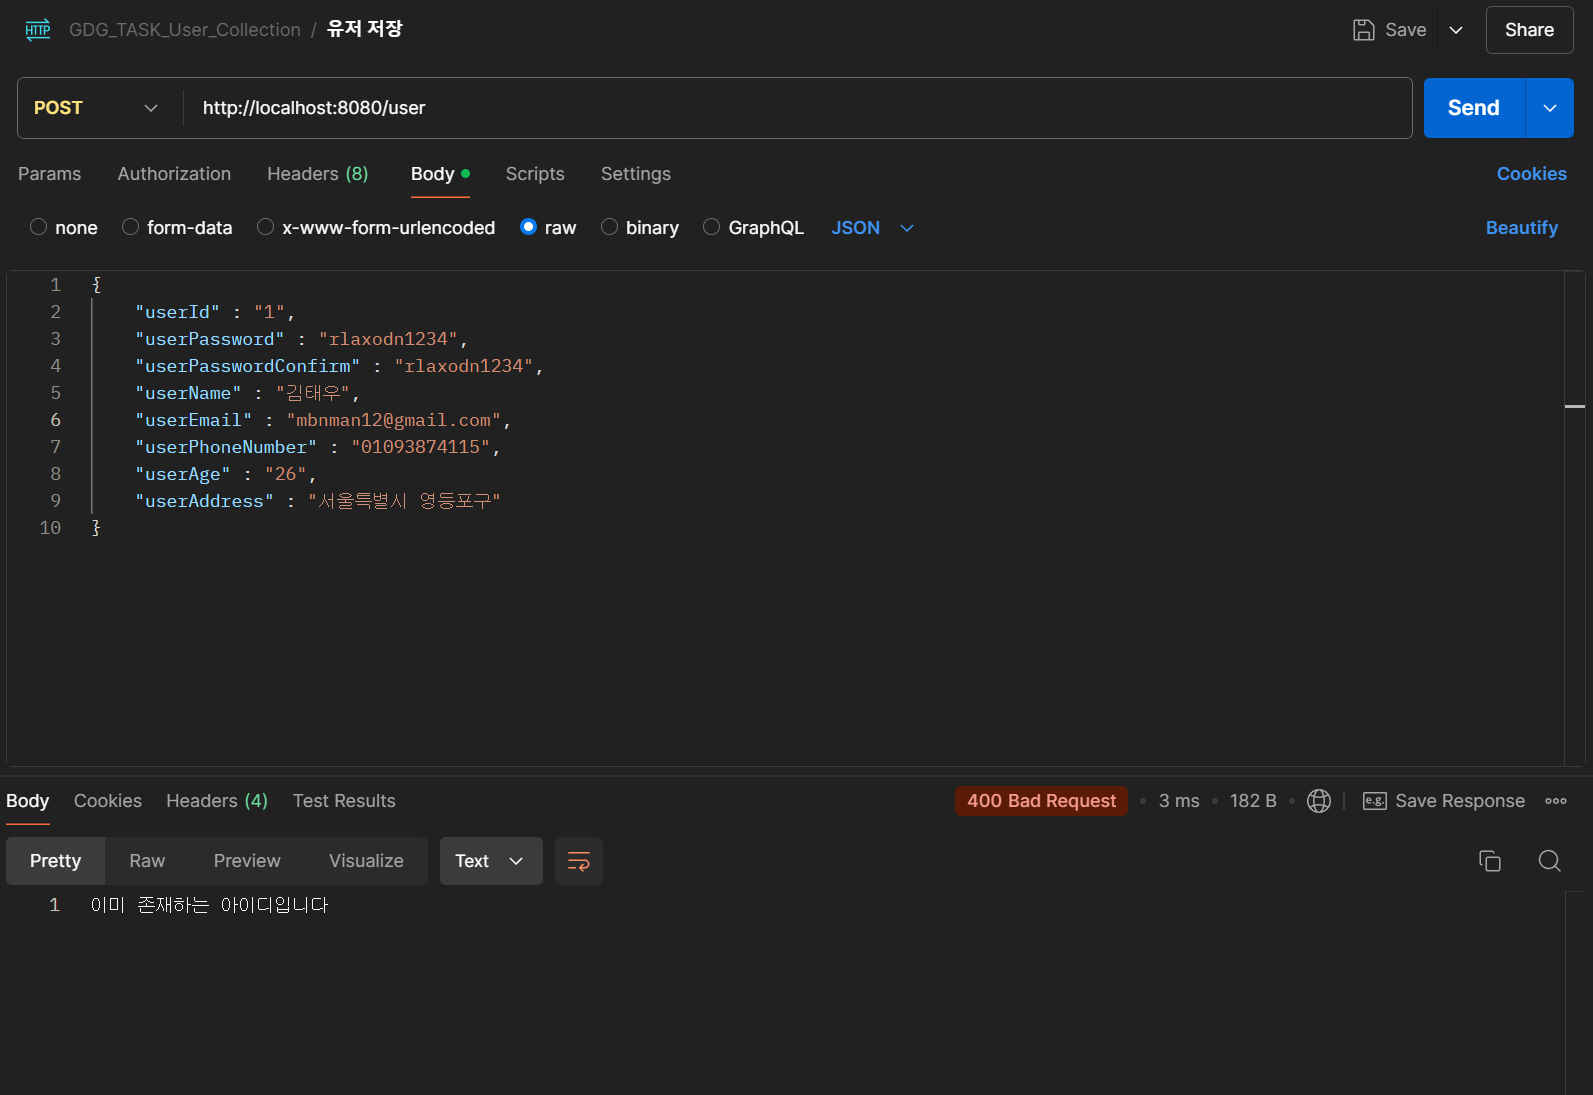 HTTP GDG_TASK_User_Collection / 유저 저장 Save Share
POST http://localhost:8080/user Send
Params Authorization Headers (8) Body Scripts Settings Cookies
none form-data x-www-form-urlencoded raw binary GraphQL JSON Beautify
1 {
2 "userId" : "1",
3 "userPassword" : "rlaxodn1234",
4 "userPasswordConfirm" : "rlaxodn1234",
5 "userName" : "김태우",
6 "userEmail" : "mbnman12@gmail.com",
7 "userPhoneNumber" : "01093874115",
8 "userAge" : "26",
9 "userAddress" : "서울특별시 영등포구"
10 }
Body Cookies Headers (4) Test Results 400 Bad Request • 3 ms • 182 B • e.g. Save Response
Pretty Raw Preview Visualize Text
1 이미 존재하는 아이디입니다